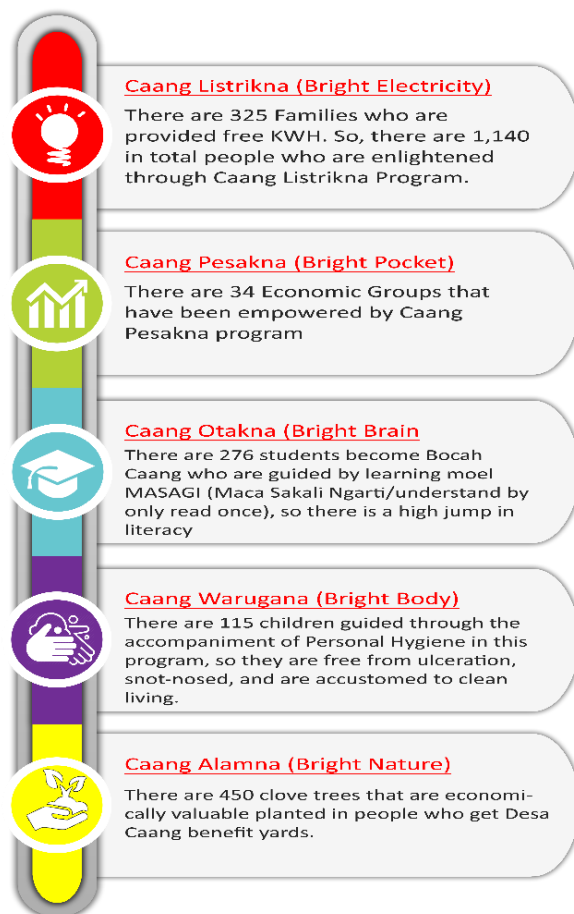 Caang Listrikna (Bright Electricity)
There are 325 Families who are
provided free KWH. So, there are 1,140
in total people who are enlightened
through Caang Listrikna Program.
Caang Pesakna (Bright Pocket)
There are 34 Economic Groups that
have been empowered by Caang
Pesakna program
Caang Otakna (Bright Brain
There are 276 students become Bocah
Caang who are guided by learning moel
MASAGI (Maca Sakali Ngarti/understand by
only read once), so there is a high jump in
literacy
Caang Warugana (Bright Body)
There are 115 children guided through the
accompaniment of Personal Hygiene in this
program, so they are free from ulceration,
snot-nosed, and are accustomed to clean
living.
Caang Alamna (Bright Nature)
There are 450 clove trees that are economi-
cally valuable planted in people who get Desa
Caang benefit yards.